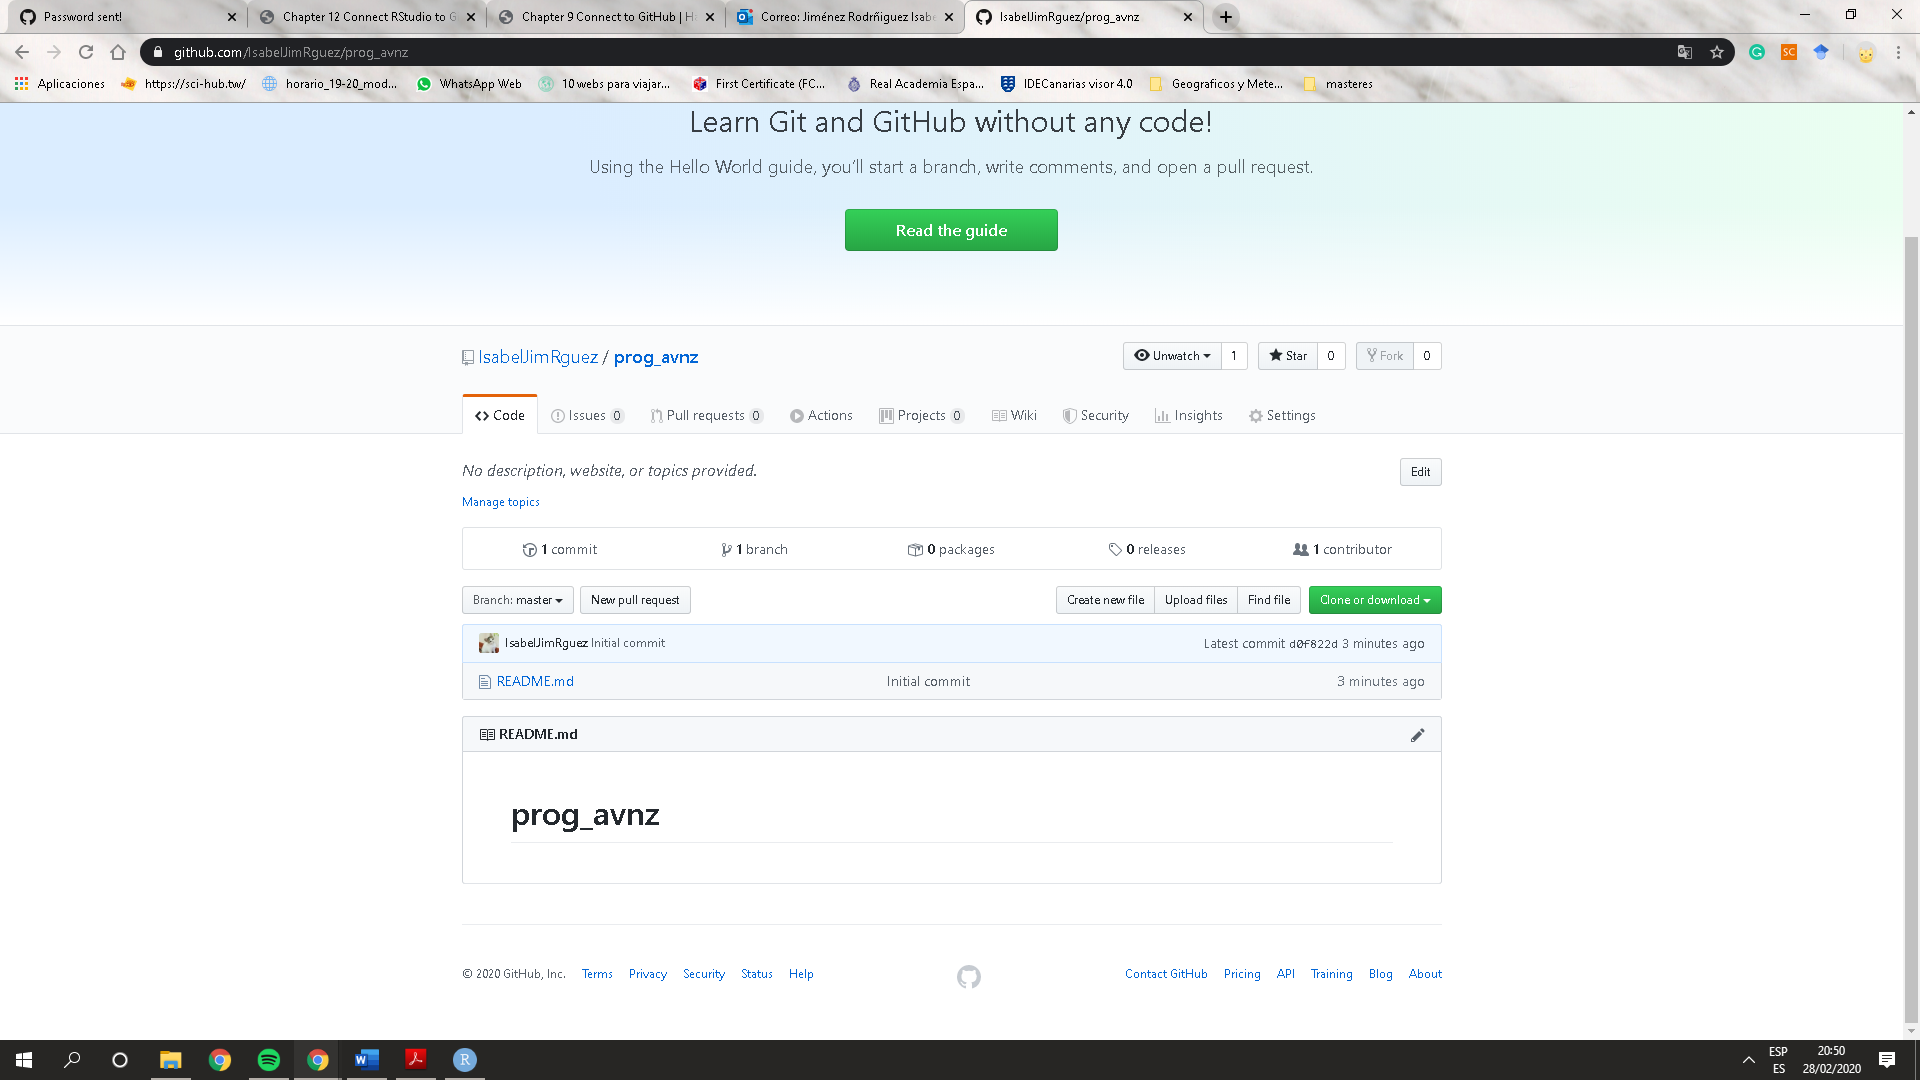 Password sent!
Chapter 12 Connect RStudio to G
Chapter 9 Connect to GitHub | H
Correo: Jiménez Rodrñiguez Isabe
IsabelJimRguez/prog_avnz
github.com/IsabelJimRguez/prog_avnz
Aplicaciones
https://sci-hub.tw/
horario_19-20_mod...
WhatsApp Web
10 webs para viajar...
First Certificate (FC...
Real Academia Espa...
IDECanarias visor 4.0
Geograficos y Mete...
masteres
Learn Git and GitHub without any code!
Using the Hello World guide, you’ll start a branch, write comments, and open a pull request.
Read the guide
IsabelJimRguez / prog_avnz
Unwatch 1
Star 0
Fork 0
Code
Issues 0
Pull requests 0
Actions
Projects 0
Wiki
Security
Insights
Settings
No description, website, or topics provided.
Edit
Manage topics
1 commit
1 branch
0 packages
0 releases
1 contributor
Branch: master
New pull request
Create new file
Upload files
Find file
Clone or download
IsabelJimRguez Initial commit
Latest commit d0f822d 3 minutes ago
README.md
Initial commit
3 minutes ago
README.md
prog_avnz
© 2020 GitHub, Inc.
Terms
Privacy
Security
Status
Help
Contact GitHub
Pricing
API
Training
Blog
About
ESP
ES
20:50
28/02/2020